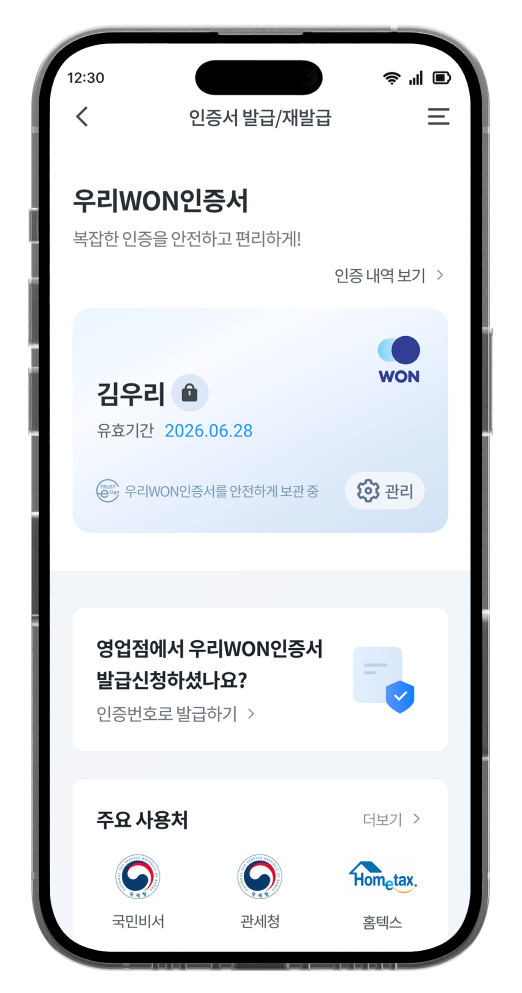 12:30
인증서 발급/재발급
우리WON인증서
복잡한 인증을 안전하고 편리하게!
인증 내역 보기
WON
김우리
유효기간 2026.06.28
TRUST
eSign
우리WON인증서를 안전하게 보관 중
관리
영업점에서 우리WON인증서
발급신청하셨나요?
인증번호로 발급하기
주요 사용처
더보기
Hometax.
국민비서
관세청
홈텍스